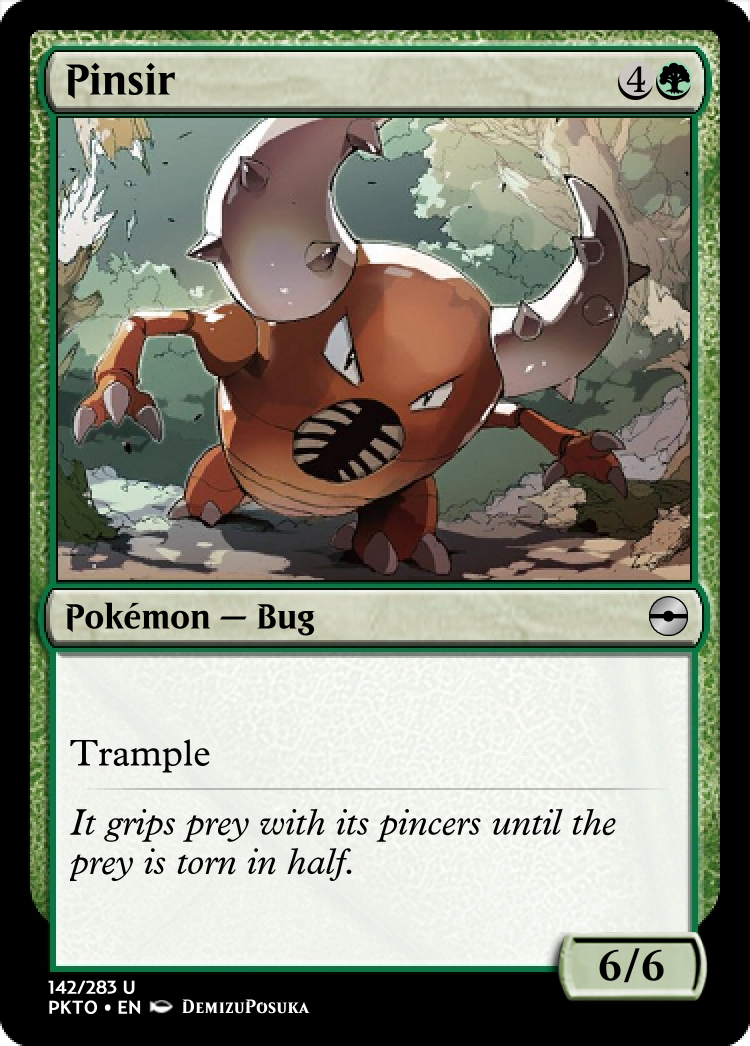 Pinsir 4
Pokémon — Bug
Trample
It grips prey with its pincers until the
prey is torn in half.
6/6
142/283 U
PKTO • EN DemizuPosuka